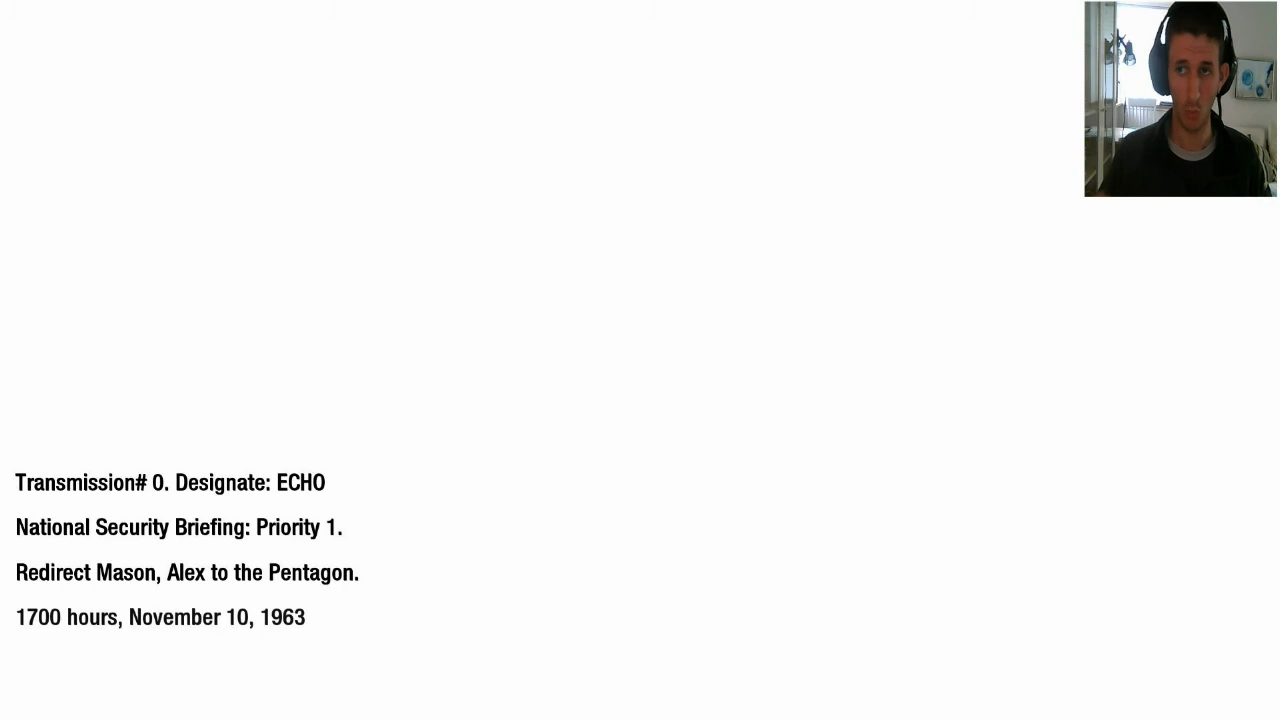 Transmission# 0. Designate: ECHO
National Security Briefing: Priority 1.
Redirect Mason, Alex to the Pentagon.
1700 hours, November 10, 1963